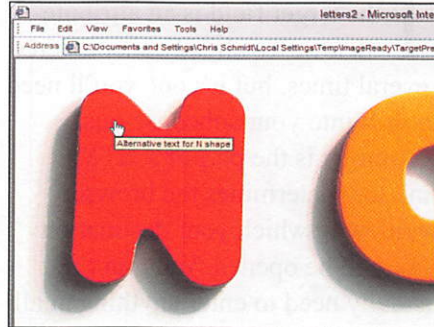 letters2 - Microsoft Inte
File Edit View Favorites Tools Help
Address C:\Documents and Settings\Chris Schmidt\Local Settings\Temp\ImageReady\TargetPre
N
Alternative text for N shape